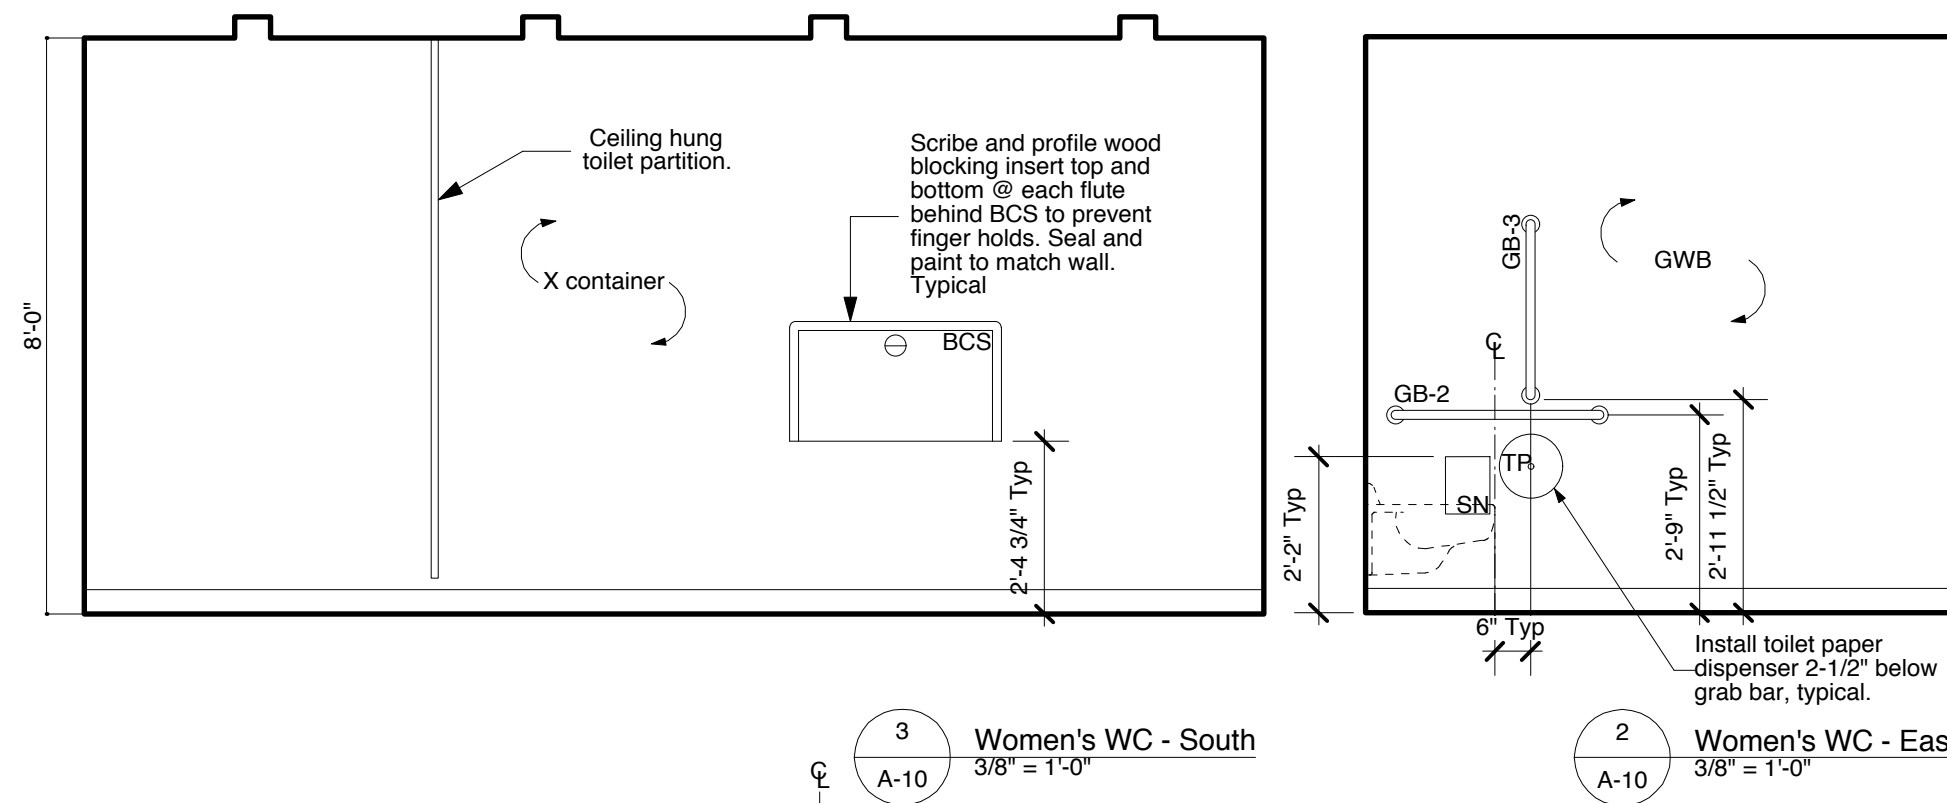 Ceiling hung
toilet partition.
Scribe and profile wood
blocking insert top and
bottom @ each flute
behind BCS to prevent
finger holds. Seal and
paint to match wall.
Typical
X container
8'-0"
BCS
2'-4 3/4" Typ
3
A-10
Women's WC - South
3/8" = 1'-0"
℄
GB-3
GWB
℄
GB-2
TP
SN
2'-2" Typ
2'-9" Typ
2'-11 1/2" Typ
6" Typ
Install toilet paper
dispenser 2-1/2" below
grab bar, typical.
2
A-10
Women's WC - Eas
3/8" = 1'-0"